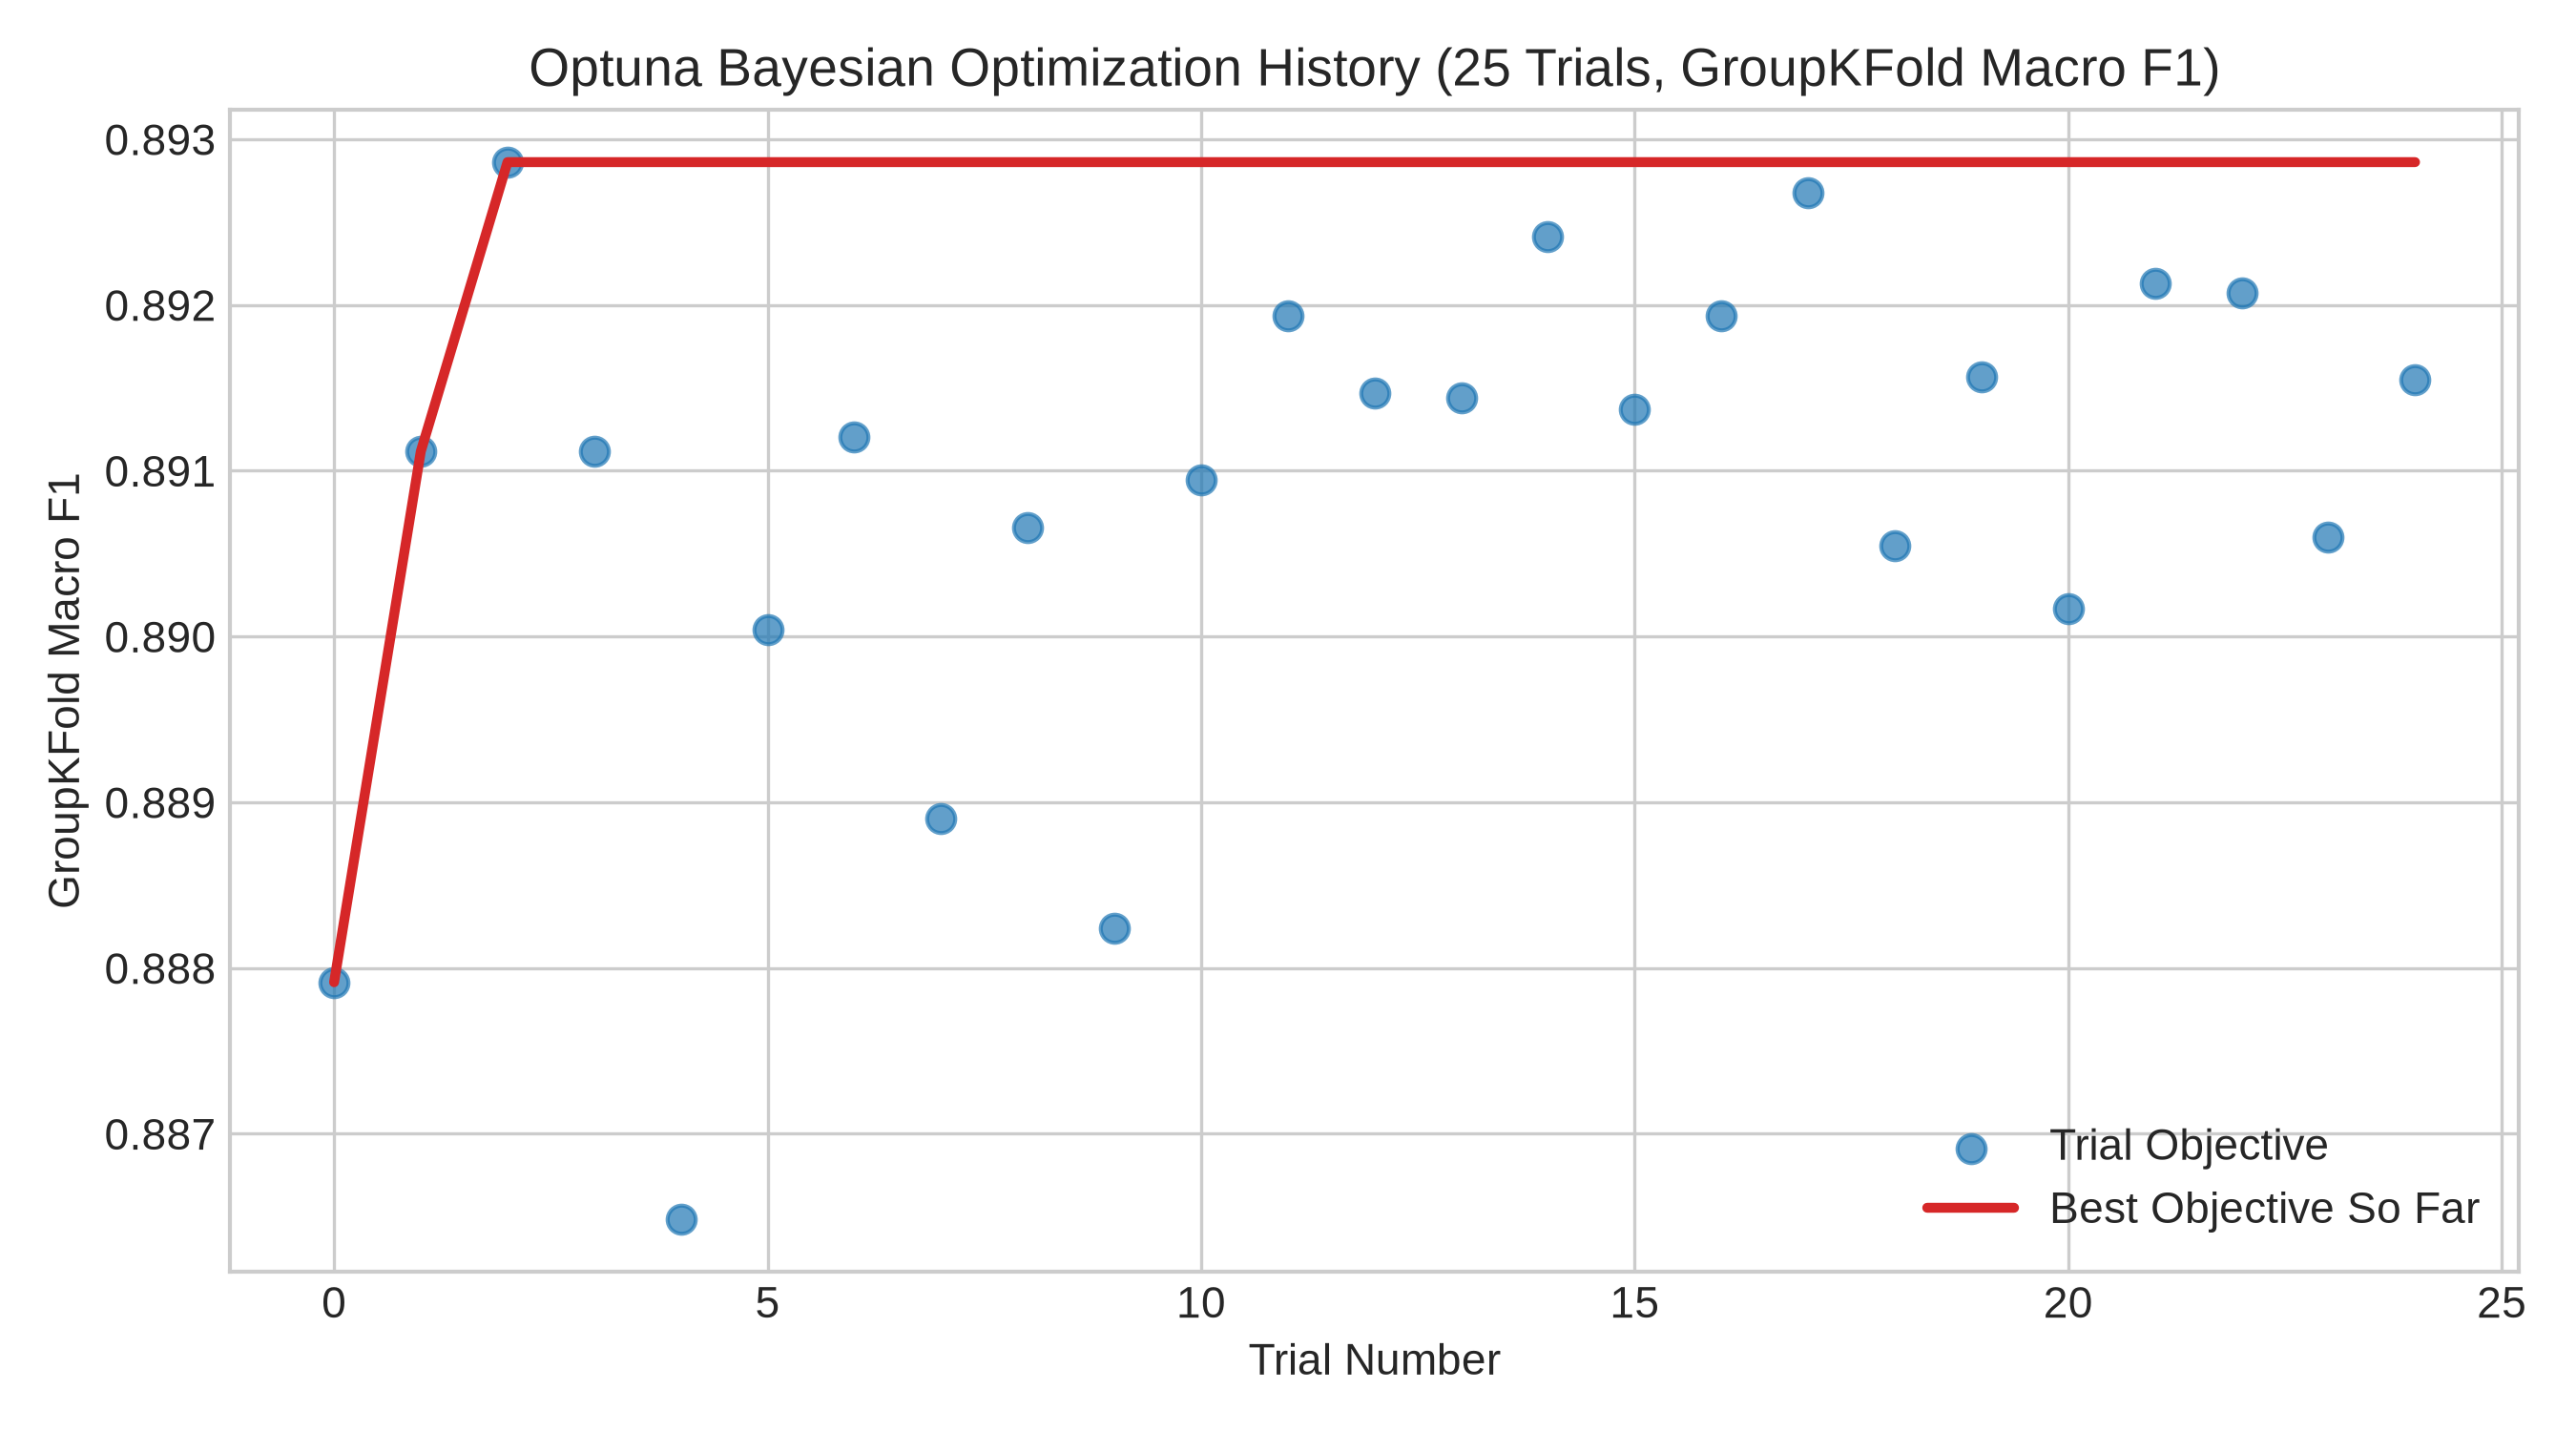 Optuna Bayesian Optimization History (25 Trials, GroupKFold Macro F1)
GroupKFold Macro F1
0.893
0.892
0.891
0.890
0.889
0.888
0.887
Trial Objective
Best Objective So Far
0 5 10 15 20 25
Trial Number